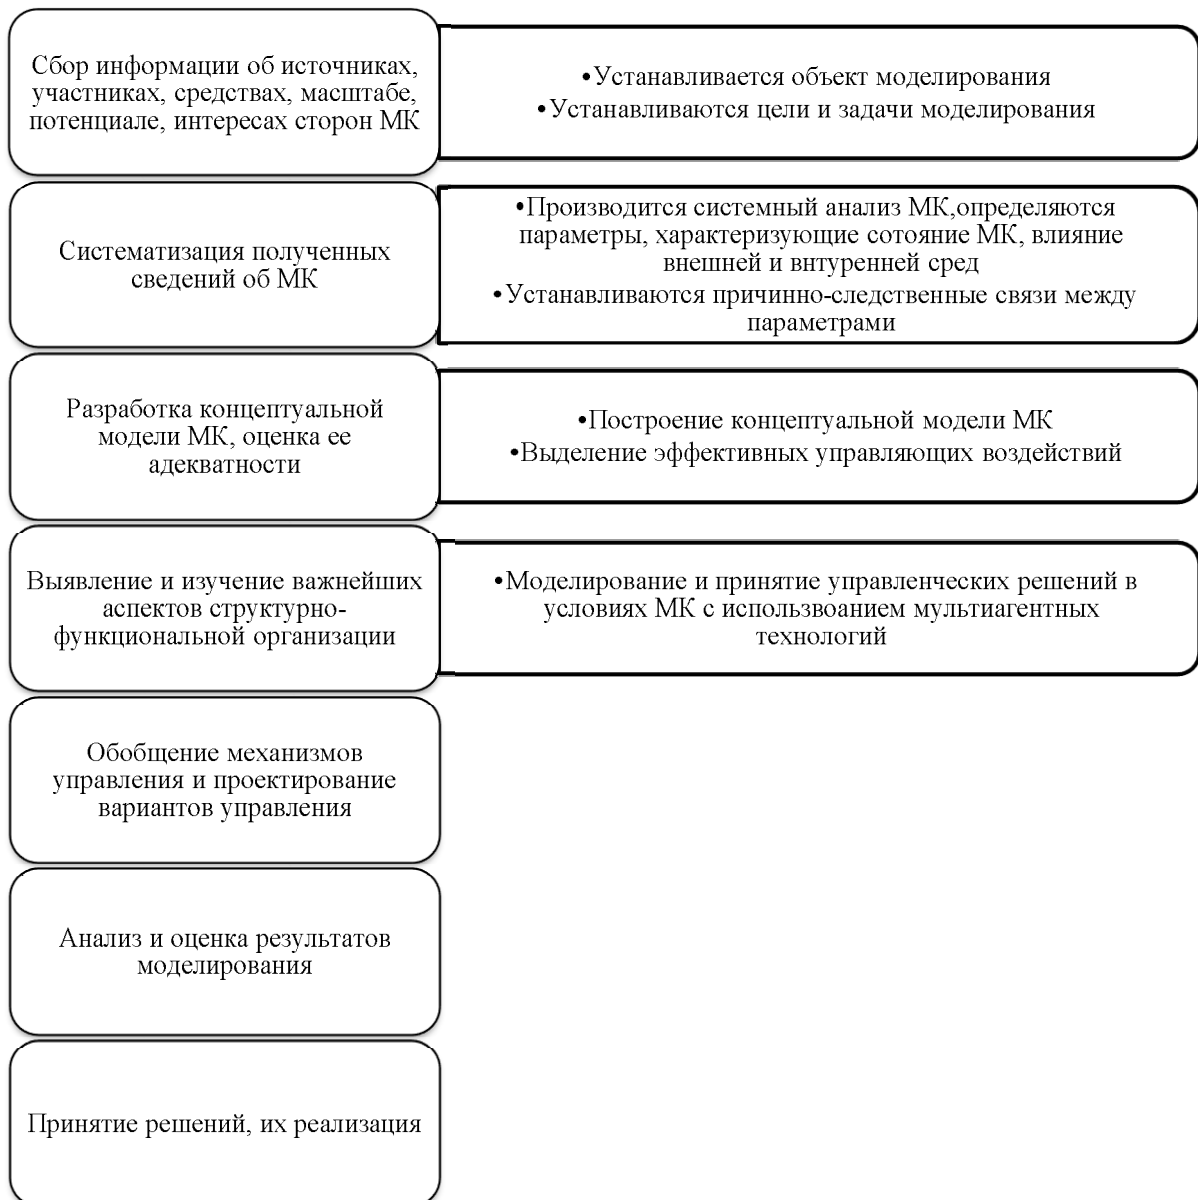 Сбор информации об источниках,
участниках, средствах, масштабе,
потенциале, интересах сторон МК
•Устанавливается объект моделирования
•Устанавливаются цели и задачи моделирования
Систематизация полученных
сведений об МК
•Производится системный анализ МК,определяются
параметры, характеризующие сотояние МК, влияние
внешней и внтуренней сред
•Устанавливаются причинно-следственные связи между
параметрами
Разработка концептуальной
модели МК, оценка ее
адекватности
•Построение концептуальной модели МК
•Выделение эффективных управляющих воздействий
Выявление и изучение важнейших
аспектов структурно-
функциональной организации
•Моделирование и принятие управленческих решений в
условиях МК с использвоанием мультиагентных
технологий
Обобщение механизмов
управления и проектирование
вариантов управления
Анализ и оценка результатов
моделирования
Принятие решений, их реализация